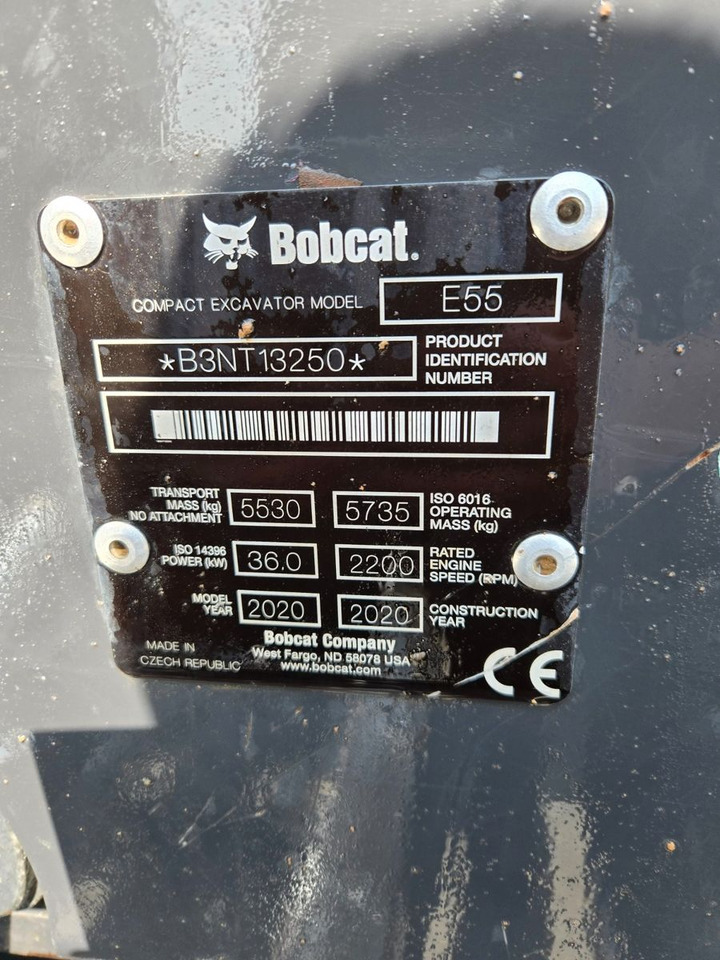 Bobcat.
COMPACT EXCAVATOR MODEL E55
*B3NT13250* PRODUCT IDENTIFICATION NUMBER
TRANSPORT MASS (kg) NO ATTACHMENT 5530 5735 ISO 6016 OPERATING MASS (kg)
ISO 14396 POWER (kW) 36.0 2200 RATED ENGINE SPEED (RPM)
MODEL YEAR 2020 2020 CONSTRUCTION YEAR
MADE IN CZECH REPUBLIC
Bobcat Company
West Fargo, ND 58078 USA
www.bobcat.com
CE